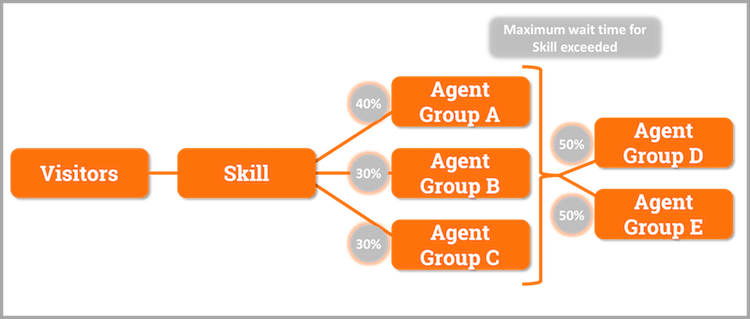 Maximum wait time for
Skill exceeded
Visitors
Skill
40%
Agent
Group A
30%
Agent
Group B
30%
Agent
Group C
50%
Agent
Group D
50%
Agent
Group E